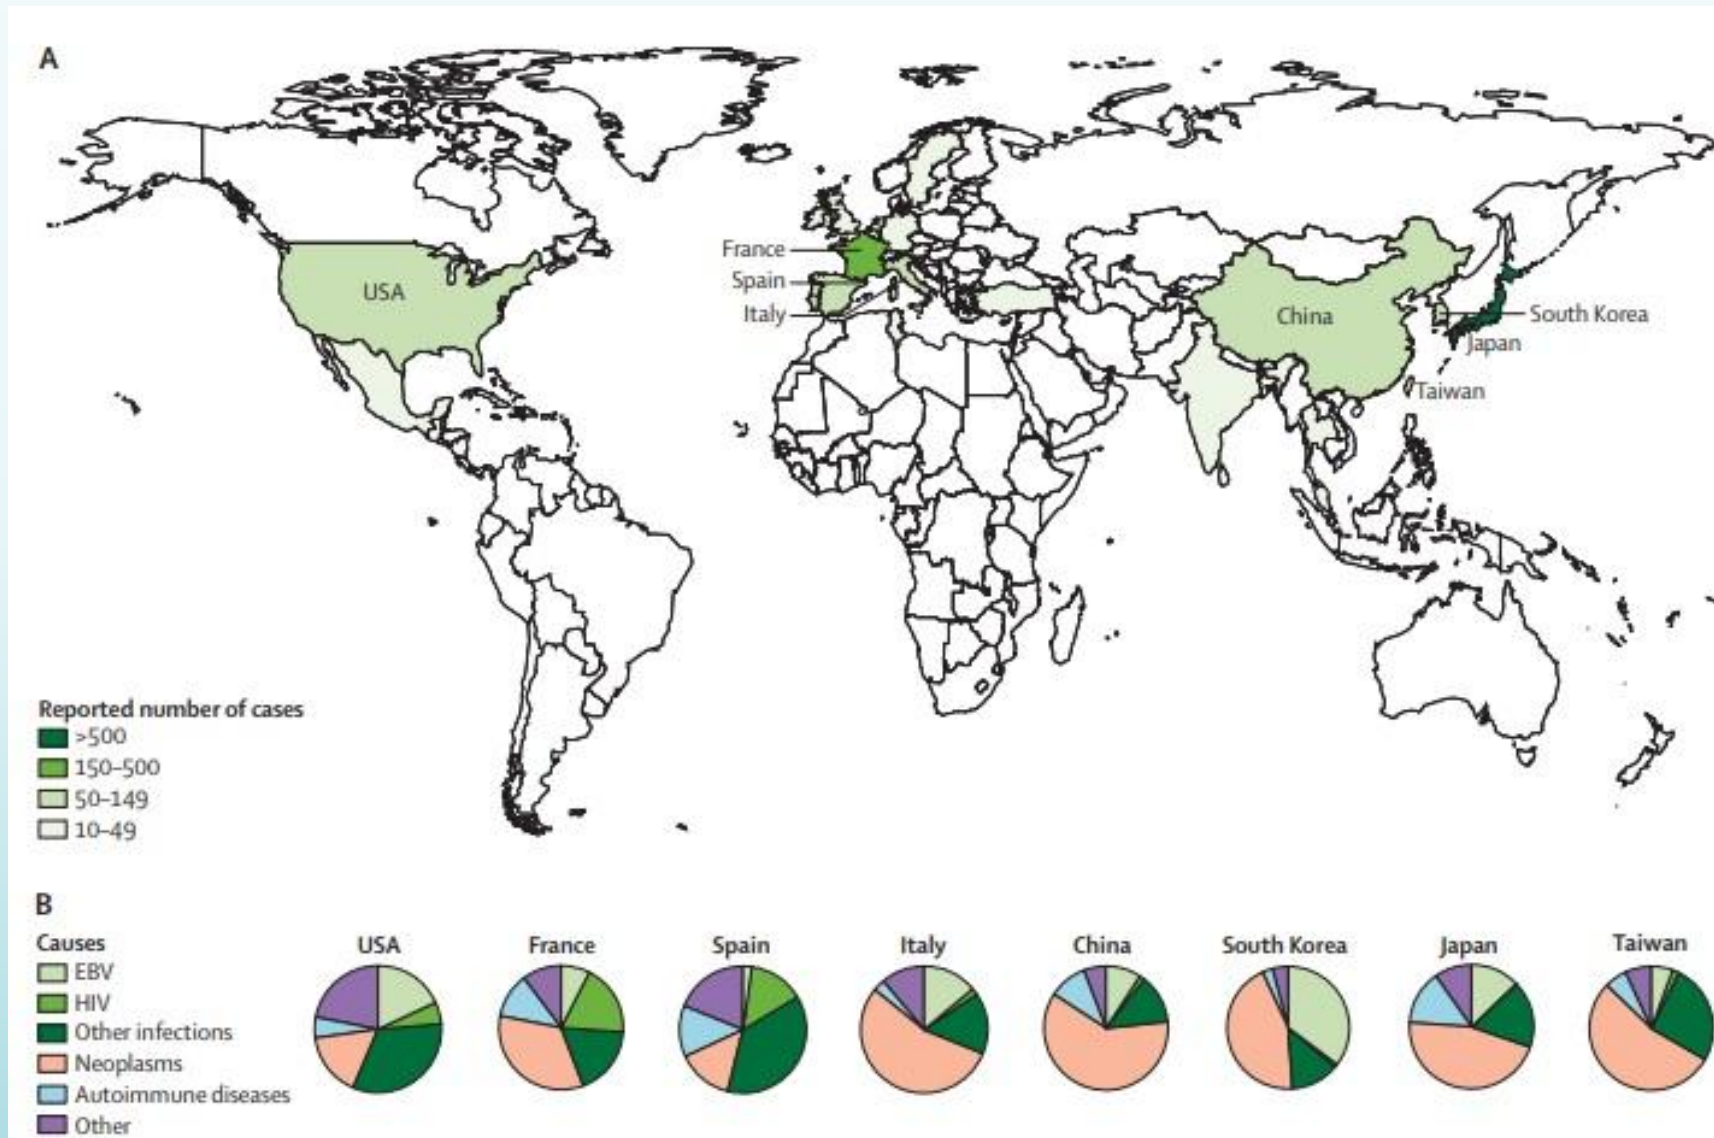 A
France
Spain
Italy
USA
China
South Korea
Japan
Taiwan
Reported number of cases
>500
150–500
50–149
10–49
B
Causes
EBV
HIV
Other infections
Neoplasms
Autoimmune diseases
Other
USA
France
Spain
Italy
China
South Korea
Japan
Taiwan